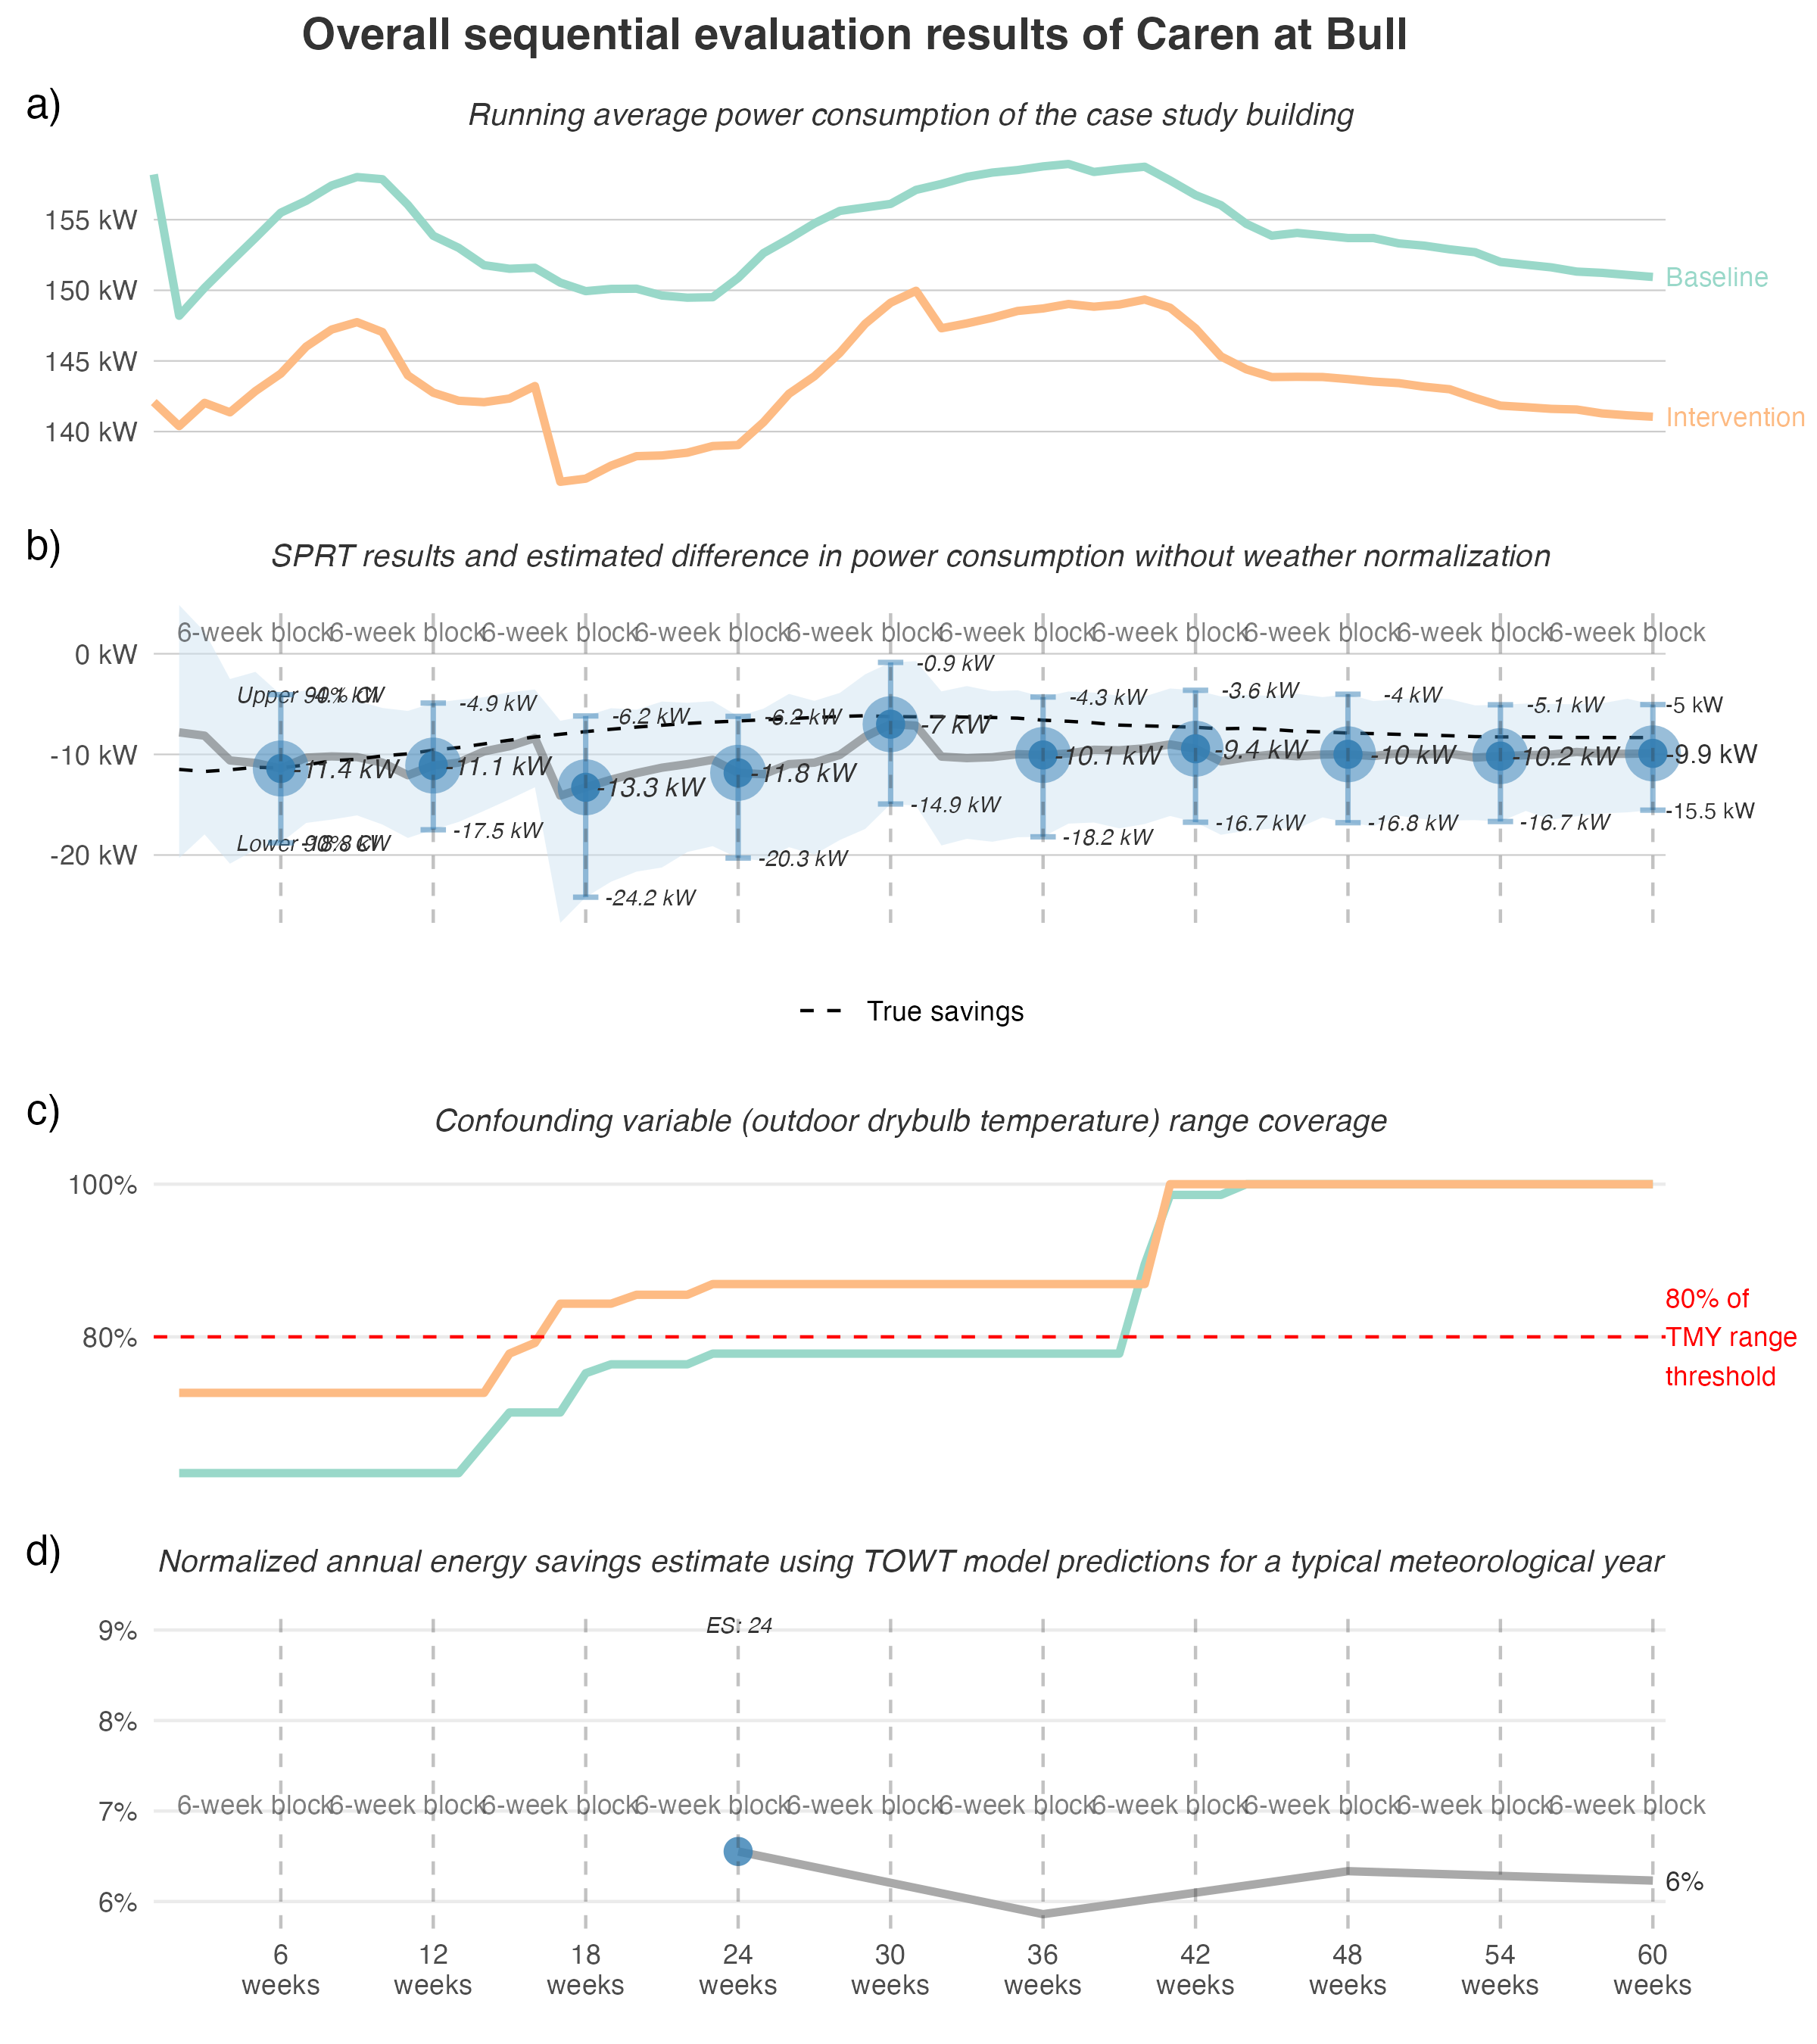 Overall sequential evaluation results of Caren at Bull
a)
Running average power consumption of the case study building
155 kW
150 kW
145 kW
140 kW
Baseline
Intervention
b)
SPRT results and estimated difference in power consumption without weather normalization
6-week block 6-week block 6-week block 6-week block 6-week block 6-week block 6-week block 6-week block 6-week block 6-week block
0 kW
-10 kW
-20 kW
Upper 90% CI
-4.1 kW
-4.9 kW
-6.2 kW
-6.2 kW
-0.9 kW
-4.3 kW
-3.6 kW
-4 kW
-5.1 kW
-5 kW
-11.4 kW
-11.1 kW
-13.3 kW
-11.8 kW
-7 kW
-10.1 kW
-9.4 kW
-10 kW
-10.2 kW
-9.9 kW
Lower 90% CI
-17.5 kW
-24.2 kW
-20.3 kW
-14.9 kW
-18.2 kW
-16.7 kW
-16.8 kW
-16.7 kW
-15.5 kW
True savings
c)
Confounding variable (outdoor drybulb temperature) range coverage
100%
80%
80% of
TMY range
threshold
d)
Normalized annual energy savings estimate using TOWT model predictions for a typical meteorological year
ES: 24
9%
8%
7%
6%
6-week block 6-week block 6-week block 6-week block 6-week block 6-week block 6-week block 6-week block 6-week block 6-week block
6%
6 12 18 24 30 36 42 48 54 60
weeks weeks weeks weeks weeks weeks weeks weeks weeks weeks